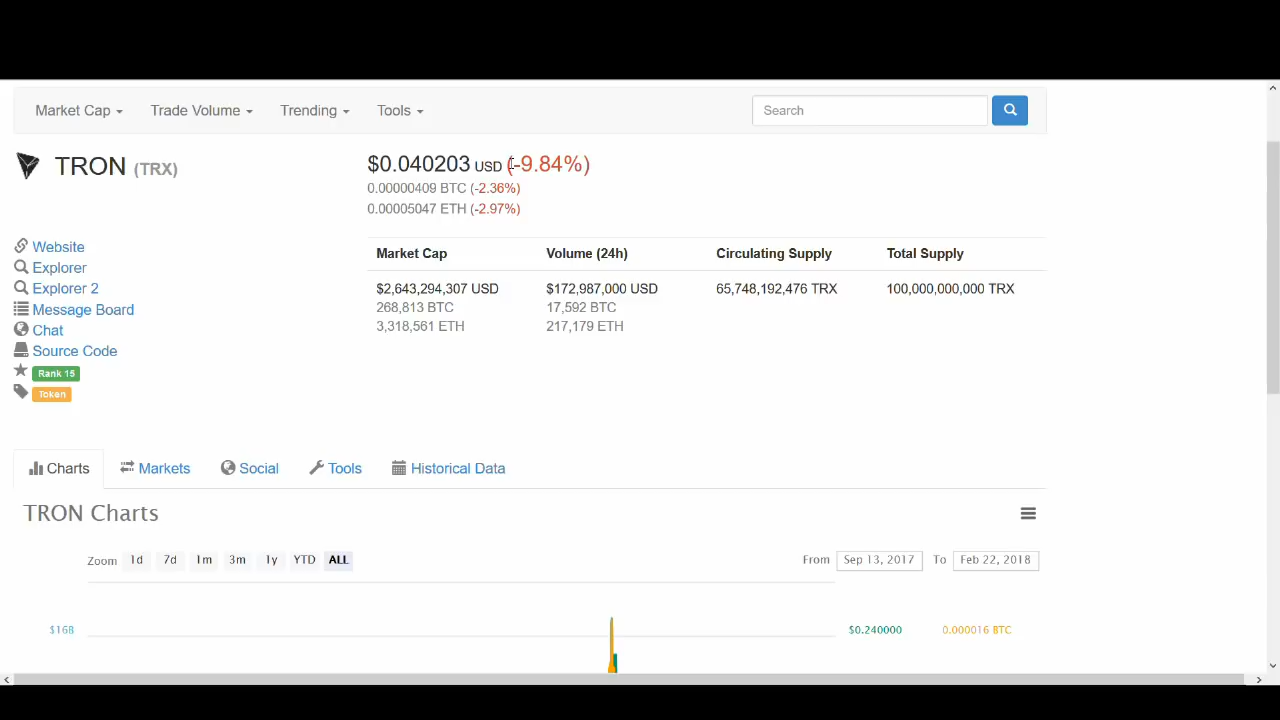 Market Cap Trade Volume Trending Tools Search
TRON (TRX)
$0.040203 USD (-9.84%)
0.00000409 BTC (-2.36%)
0.00005047 ETH (-2.97%)
Website
Explorer
Explorer 2
Message Board
Chat
Source Code
Rank 15
Token
Market Cap Volume (24h) Circulating Supply Total Supply
$2,643,294,307 USD $172,987,000 USD 65,748,192,476 TRX 100,000,000,000 TRX
268,813 BTC 17,592 BTC
3,318,561 ETH 217,179 ETH
Charts Markets Social Tools Historical Data
TRON Charts
Zoom 1d 7d 1m 3m 1y YTD ALL From Sep 13, 2017 To Feb 22, 2018
$16B $0.240000 0.000016 BTC